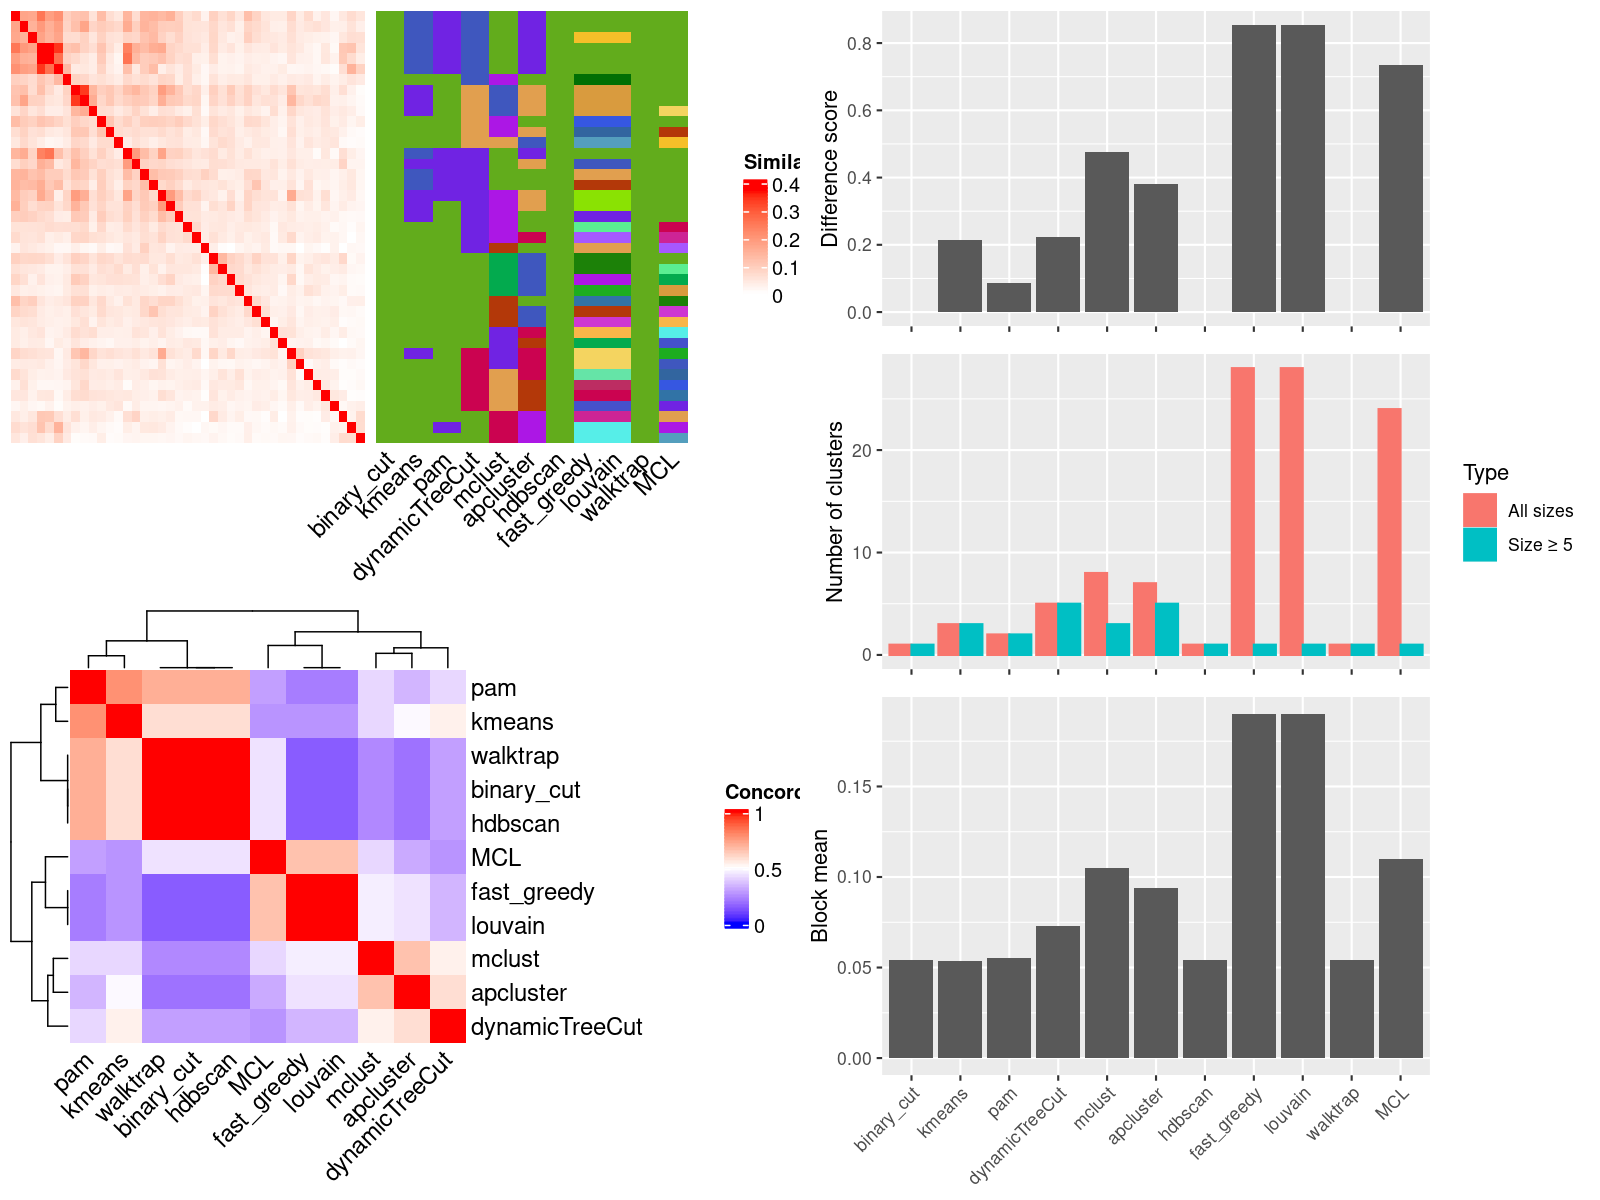 Simila
0.4
0.3
0.2
0.1
0
binary_cut
kmeans
pam
dynamicTreeCut
mclust
apcluster
hdbscan
fast_greedy
louvain
walktrap
MCL
pam
kmeans
walktrap
binary_cut
hdbscan
MCL
fast_greedy
louvain
mclust
apcluster
dynamicTreeCut
pam
kmeans
walktrap
binary_cut
hdbscan
MCL
fast_greedy
louvain
mclust
apcluster
dynamicTreeCut
Concorc
1
0.5
0
Difference score
0.8
0.6
0.4
0.2
0.0
Number of clusters
20
10
0
Type
All sizes
Size ≥ 5
Block mean
0.15
0.10
0.05
0.00
binary_cut
kmeans
pam
dynamicTreeCut
mclust
apcluster
hdbscan
fast_greedy
louvain
walktrap
MCL